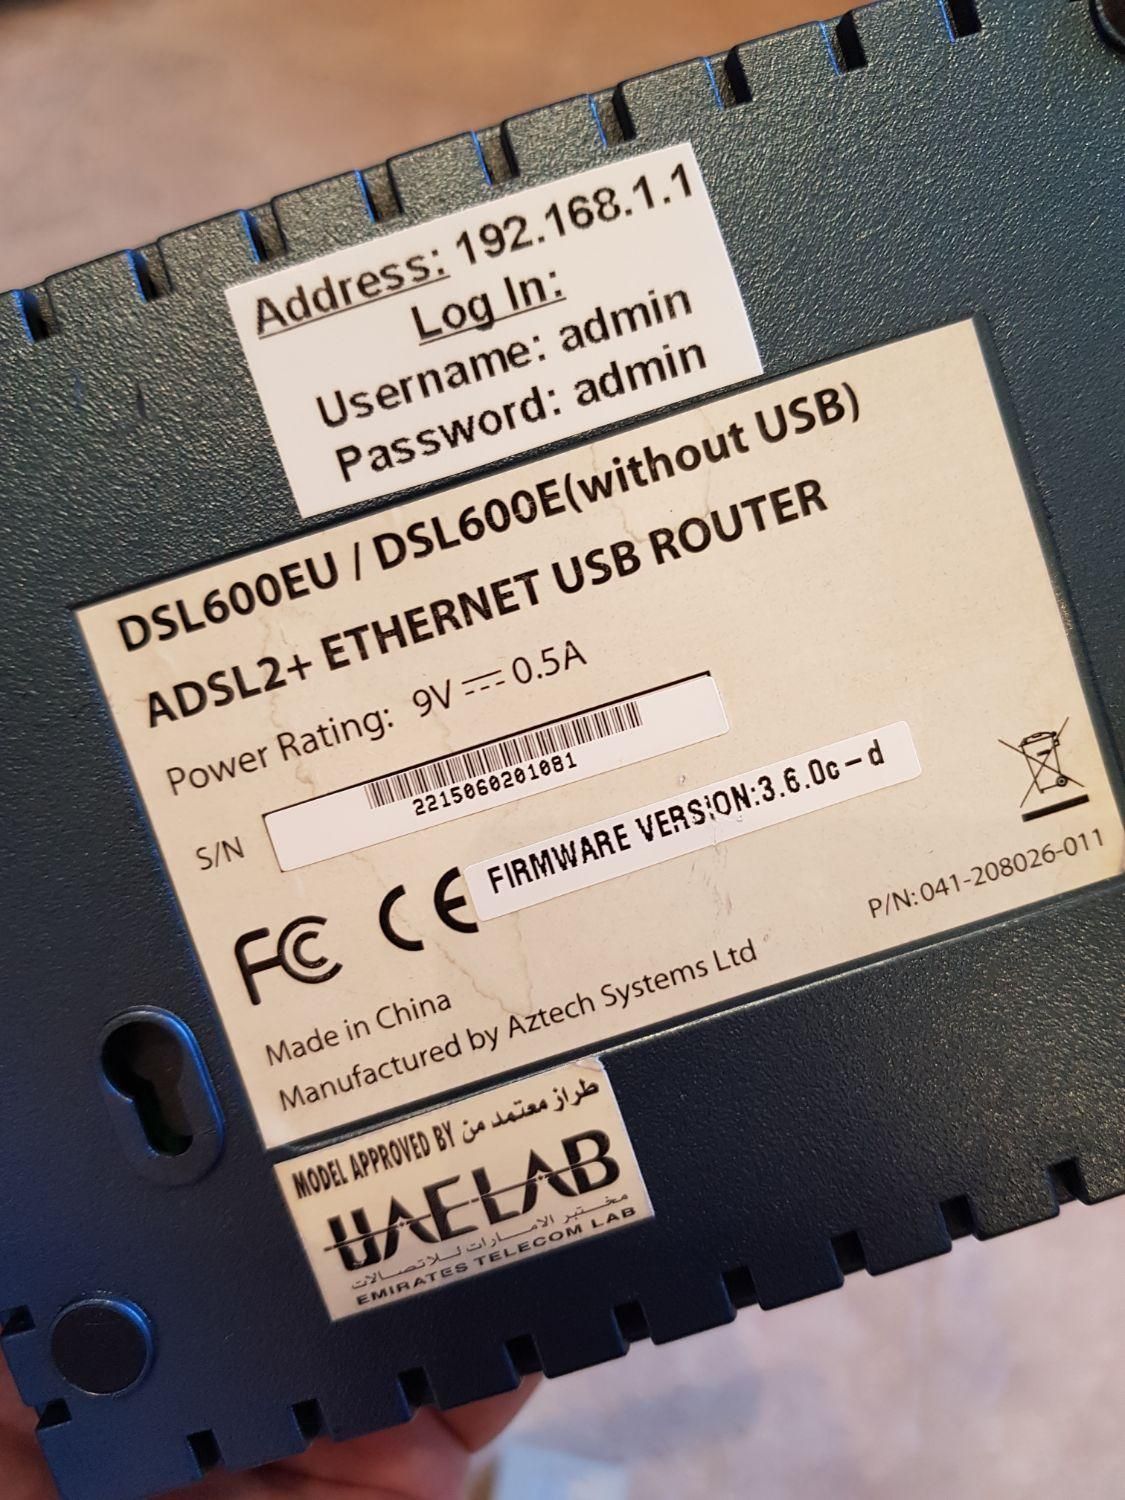 Address: 192.168.1.1
Log In:
Username: admin
Password: admin
DSL600EU / DSL600E(without USB)
ADSL2+ ETHERNET USB ROUTER
Power Rating: 9V 0.5A
S/N
2215060201081
FIRMWARE VERSION:3.6.0c-d
FC CE
P/N:041-208026-011
Made in China
Manufactured by Aztech Systems Ltd
MODEL APPROVED BY طراز معتمد من
UAELAB
مختبر الامارات للاتصالات
EMIRATES TELECOM LAB